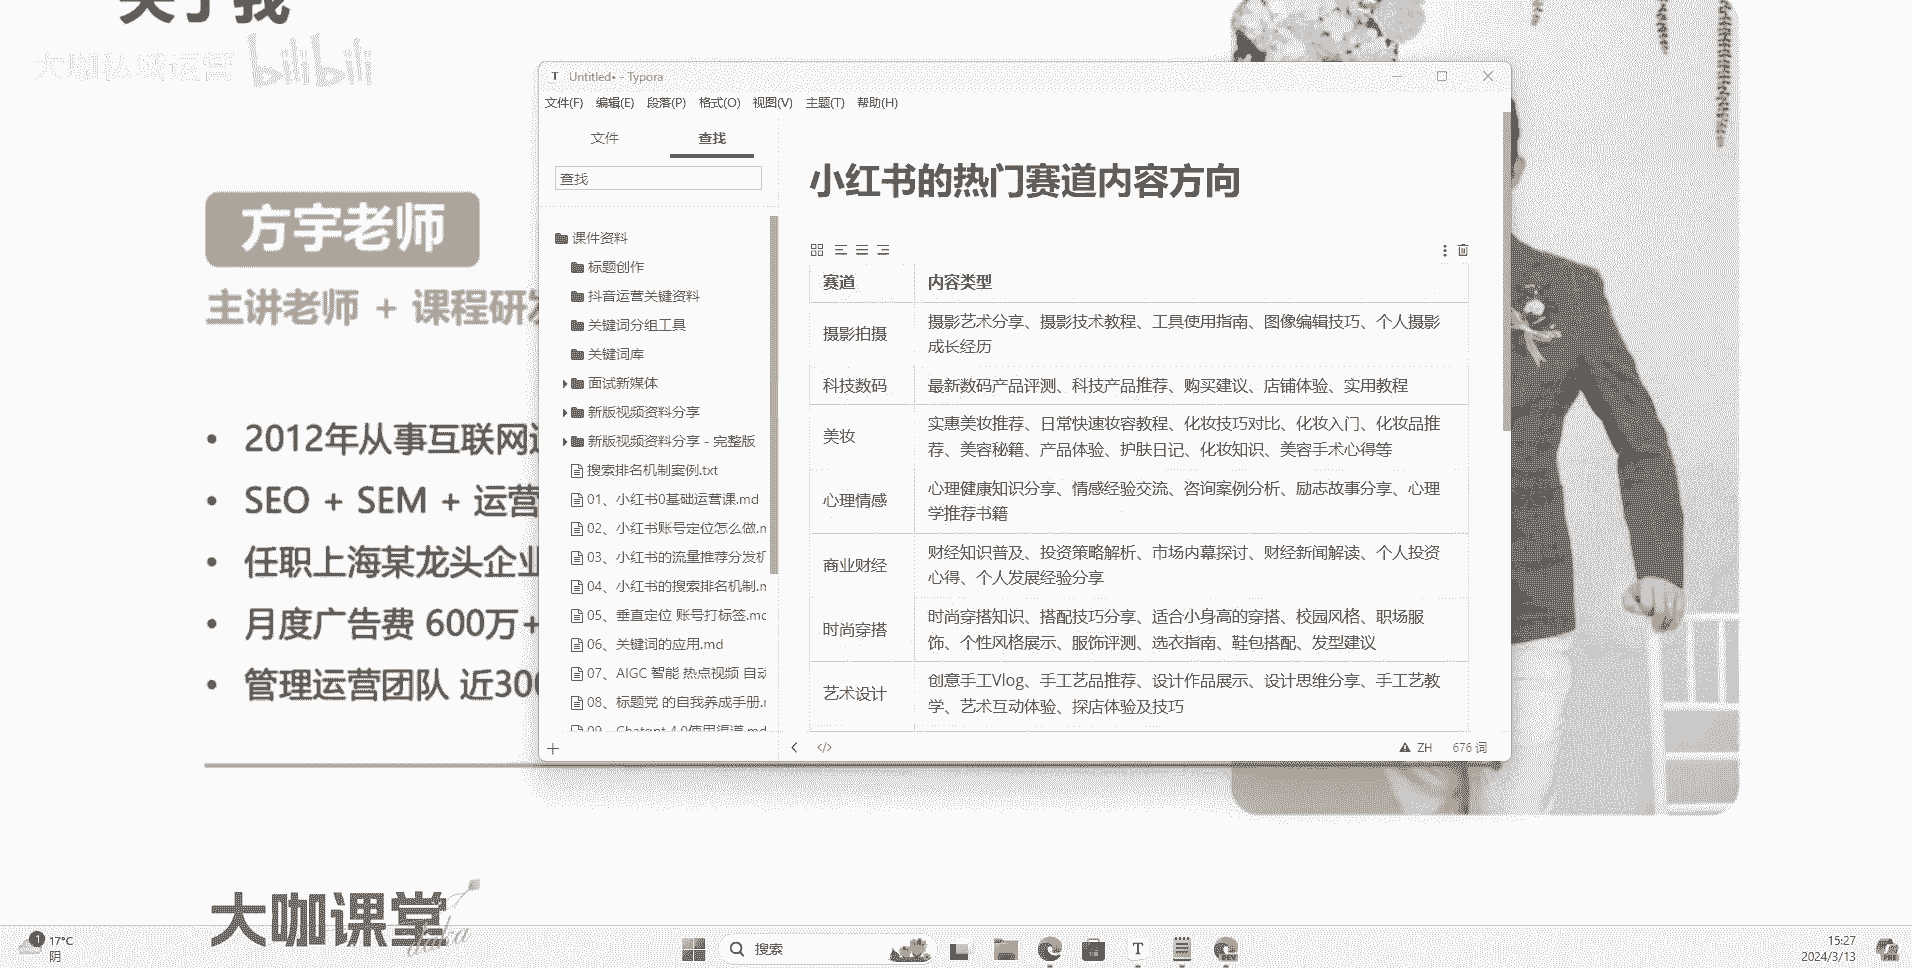 关于我
大咖私域运营 bilibili
方宇老师
主讲老师 + 课程研
• 2012年从事互联网
• SEO + SEM + 运营
• 任职上海某龙头企业
• 月度广告费 600万+
• 管理运营团队 近300
大咖课堂
daka
Untitled• - Typora
文件(F) 编辑(E) 段落(P) 格式(O) 视图(V) 主题(T) 帮助(H)
文件 查找
查找
课件资料
标题创作
抖音运营关键资料
关键词分组工具
关键词库
面试新媒体
新版视频资料分享
新版视频资料分享 - 完整版
搜索排名机制案例.txt
01、小红书0基础运营课.md
02、小红书账号定位怎么做.m
03、小红书的流量推荐分发机
04、小红书的搜索排名机制.m
05、垂直定位 账号打标签.mc
06、关键词的应用.md
07、AIGC 智能 热点视频 自动
08、标题党 的自我养成手册.r
09、Chatgpt 4.0使用渠道.md
小红书的热门赛道内容方向
赛道 内容类型
摄影拍摄 摄影艺术分享、摄影技术教程、工具使用指南、图像编辑技巧、个人摄影
成长经历
科技数码 最新数码产品评测、科技产品推荐、购买建议、店铺体验、实用教程
美妆 实惠美妆推荐、日常快速妆容教程、化妆技巧对比、化妆入门、化妆品推
荐、美容秘籍、产品体验、护肤日记、化妆知识、美容手术心得等
心理情感 心理健康知识分享、情感经验交流、咨询案例分析、励志故事分享、心理
学推荐书籍
商业财经 财经知识普及、投资策略解析、市场内幕探讨、财经新闻解读、个人投资
心得、个人发展经验分享
时尚穿搭 时尚穿搭知识、搭配技巧分享、适合小身高的穿搭、校园风格、职场服
饰、个性风格展示、服饰评测、选衣指南、鞋包搭配、发型建议
艺术设计 创意手工Vlog、手工艺品推荐、设计作品展示、设计思维分享、手工艺教
学、艺术互动体验、探店体验及技巧
ZH 676 词
1 17°C
阴
搜索
15:27
2024/3/13